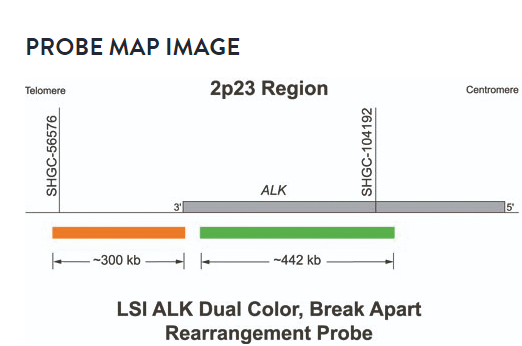 PROBE MAP IMAGE
Telomere
2p23 Region
Centromere
SHGC-56576
SHGC-104192
ALK
3'
5'
~300 kb
~442 kb
LSI ALK Dual Color, Break Apart
Rearrangement Probe